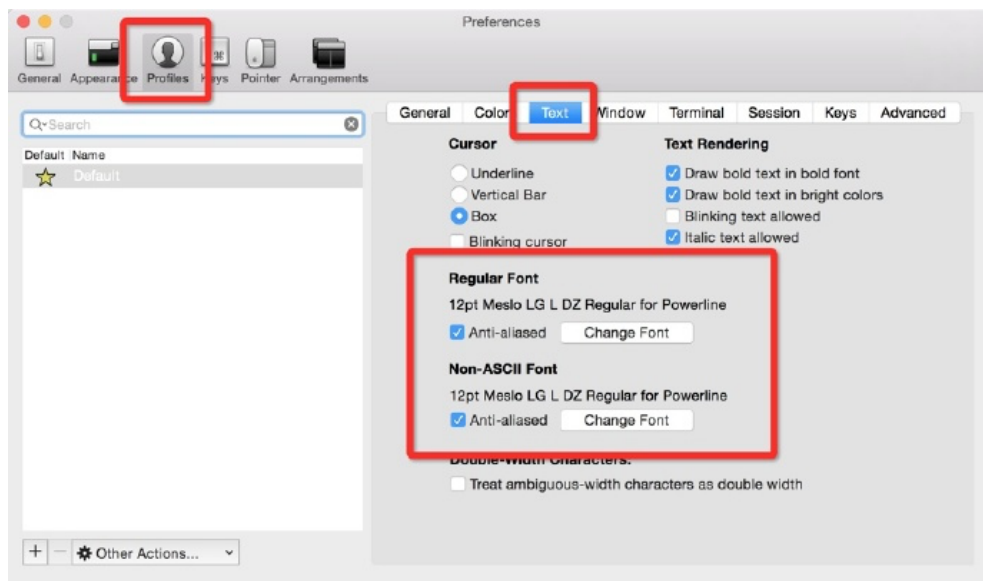 Preferences
General Appearance Profiles Keys Pointer Arrangements
Search
Default Name
Default
General Color Text Window Terminal Session Keys Advanced
Cursor
Underline
Vertical Bar
Box
Blinking cursor
Text Rendering
Draw bold text in bold font
Draw bold text in bright colors
Blinking text allowed
Italic text allowed
Regular Font
12pt Meslo LG L DZ Regular for Powerline
Anti-aliased Change Font
Non-ASCII Font
12pt Meslo LG L DZ Regular for Powerline
Anti-aliased Change Font
Double-Width Characters:
Treat ambiguous-width characters as double width
+ − Other Actions...